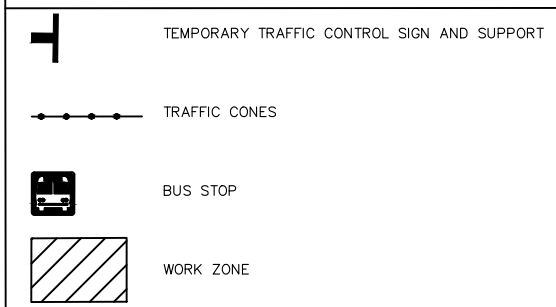 TEMPORARY TRAFFIC CONTROL SIGN AND SUPPORT
TRAFFIC CONES
BUS STOP
WORK ZONE